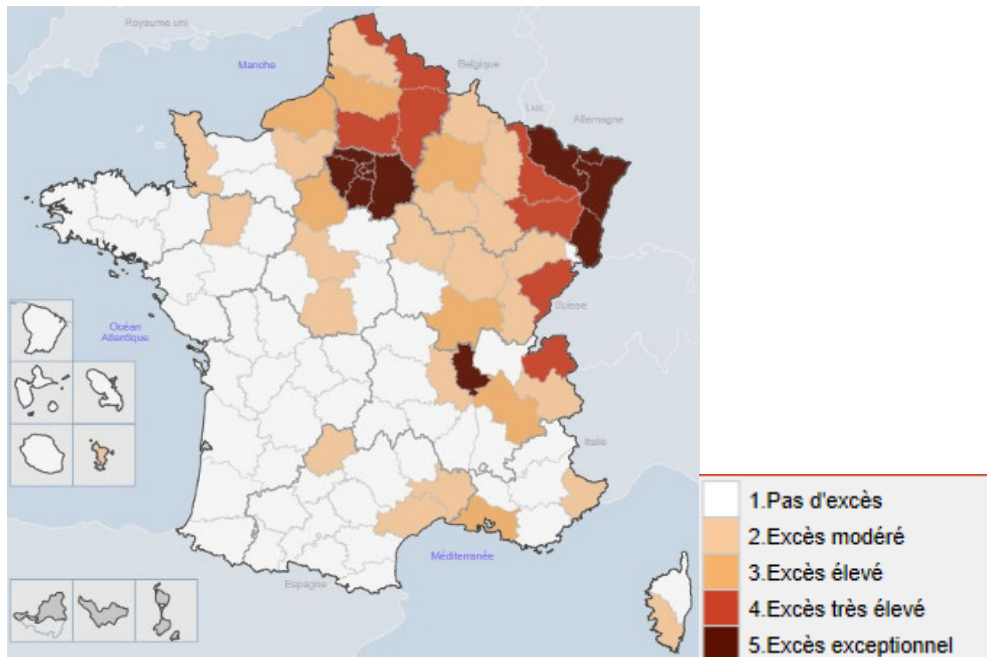 Royaume uni
Manche
Belgique
Lux.
Allemagne
Suisse
Océan
Atlantique
Italie
Méditerranée
Espagne
1.Pas d'excès
2.Excès modéré
3.Excès élevé
4.Excès très élevé
5.Excès exceptionnel